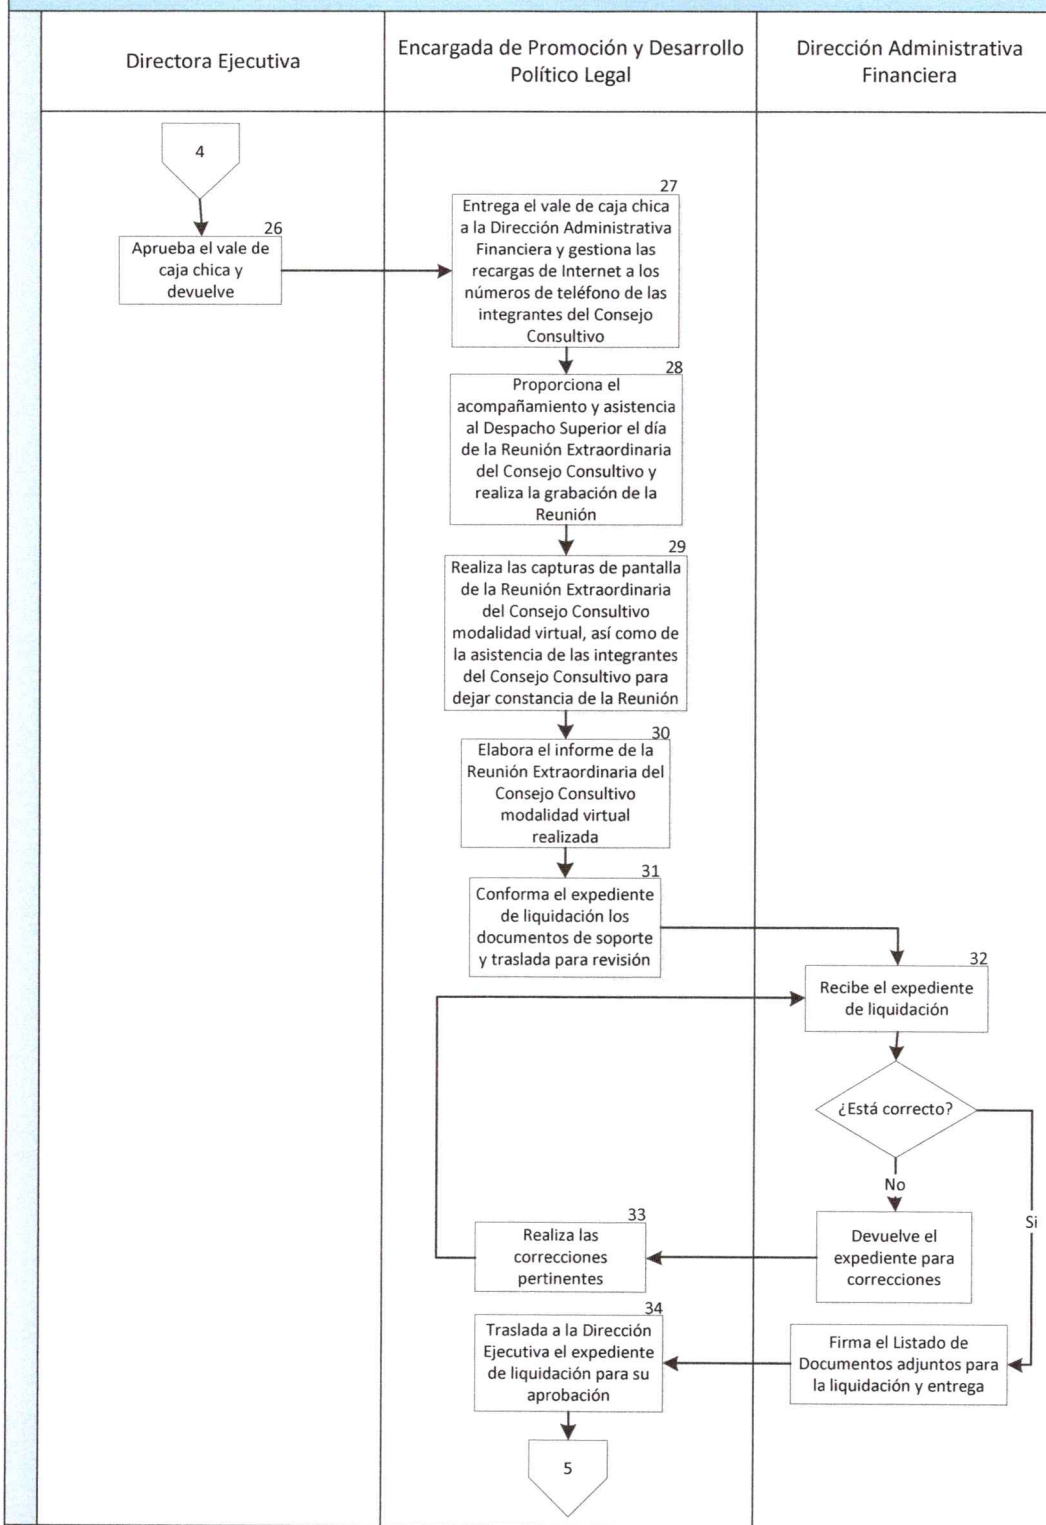 Directora Ejecutiva
Encargada de Promoción y Desarrollo
Político Legal
Dirección Administrativa
Financiera
4
26
Aprueba el vale de
caja chica y
devuelve
27
Entrega el vale de caja chica
a la Dirección Administrativa
Financiera y gestiona las
recargas de Internet a los
números de teléfono de las
integrantes del Consejo
Consultivo
28
Proporciona el
acompañamiento y asistencia
al Despacho Superior el día
de la Reunión Extraordinaria
del Consejo Consultivo y
realiza la grabación de la
Reunión
29
Realiza las capturas de pantalla
de la Reunión Extraordinaria
del Consejo Consultivo
modalidad virtual, así como de
la asistencia de las integrantes
del Consejo Consultivo para
dejar constancia de la Reunión
30
Elabora el informe de la
Reunión Extraordinaria del
Consejo Consultivo
modalidad virtual
realizada
31
Conforma el expediente
de liquidación los
documentos de soporte
y traslada para revisión
32
Recibe el expediente
de liquidación
¿Está correcto?
No
Si
Devuelve el
expediente para
correcciones
33
Realiza las
correcciones
pertinentes
Firma el Listado de
Documentos adjuntos para
la liquidación y entrega
34
Traslada a la Dirección
Ejecutiva el expediente
de liquidación para su
aprobación
5